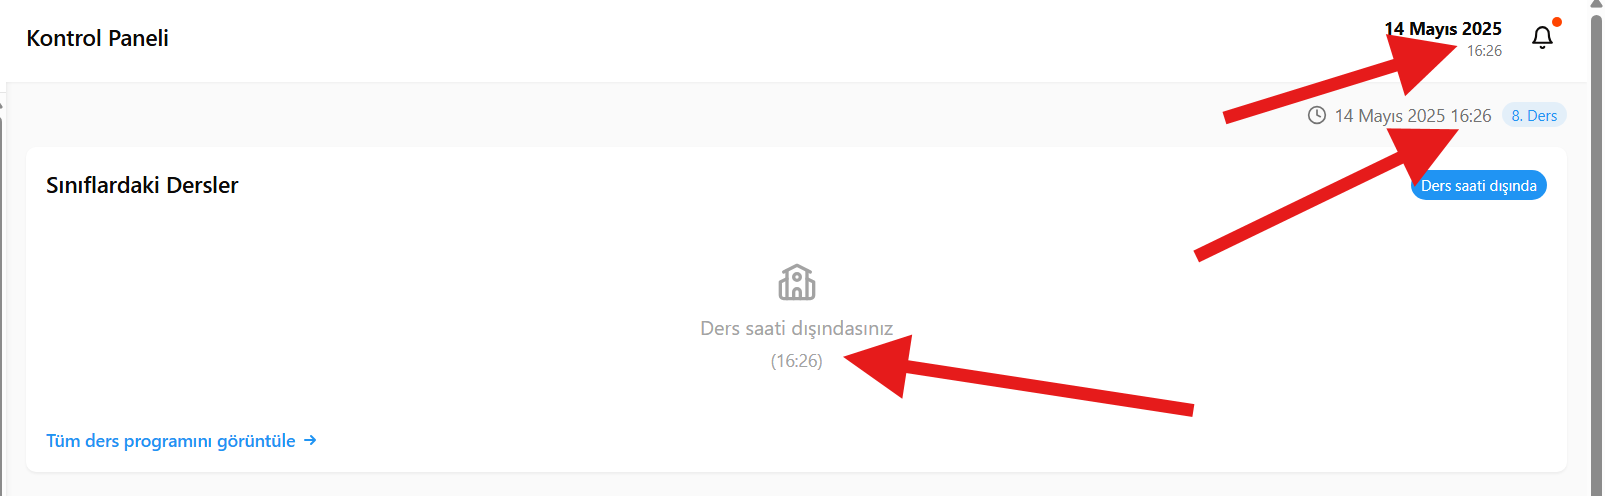 Kontrol Paneli
14 Mayıs 2025
16:26
14 Mayıs 2025 16:26
8. Ders
Sınıflardaki Dersler
Ders saati dışında
Ders saati dışındasınız
(16:26)
Tüm ders programını görüntüle →